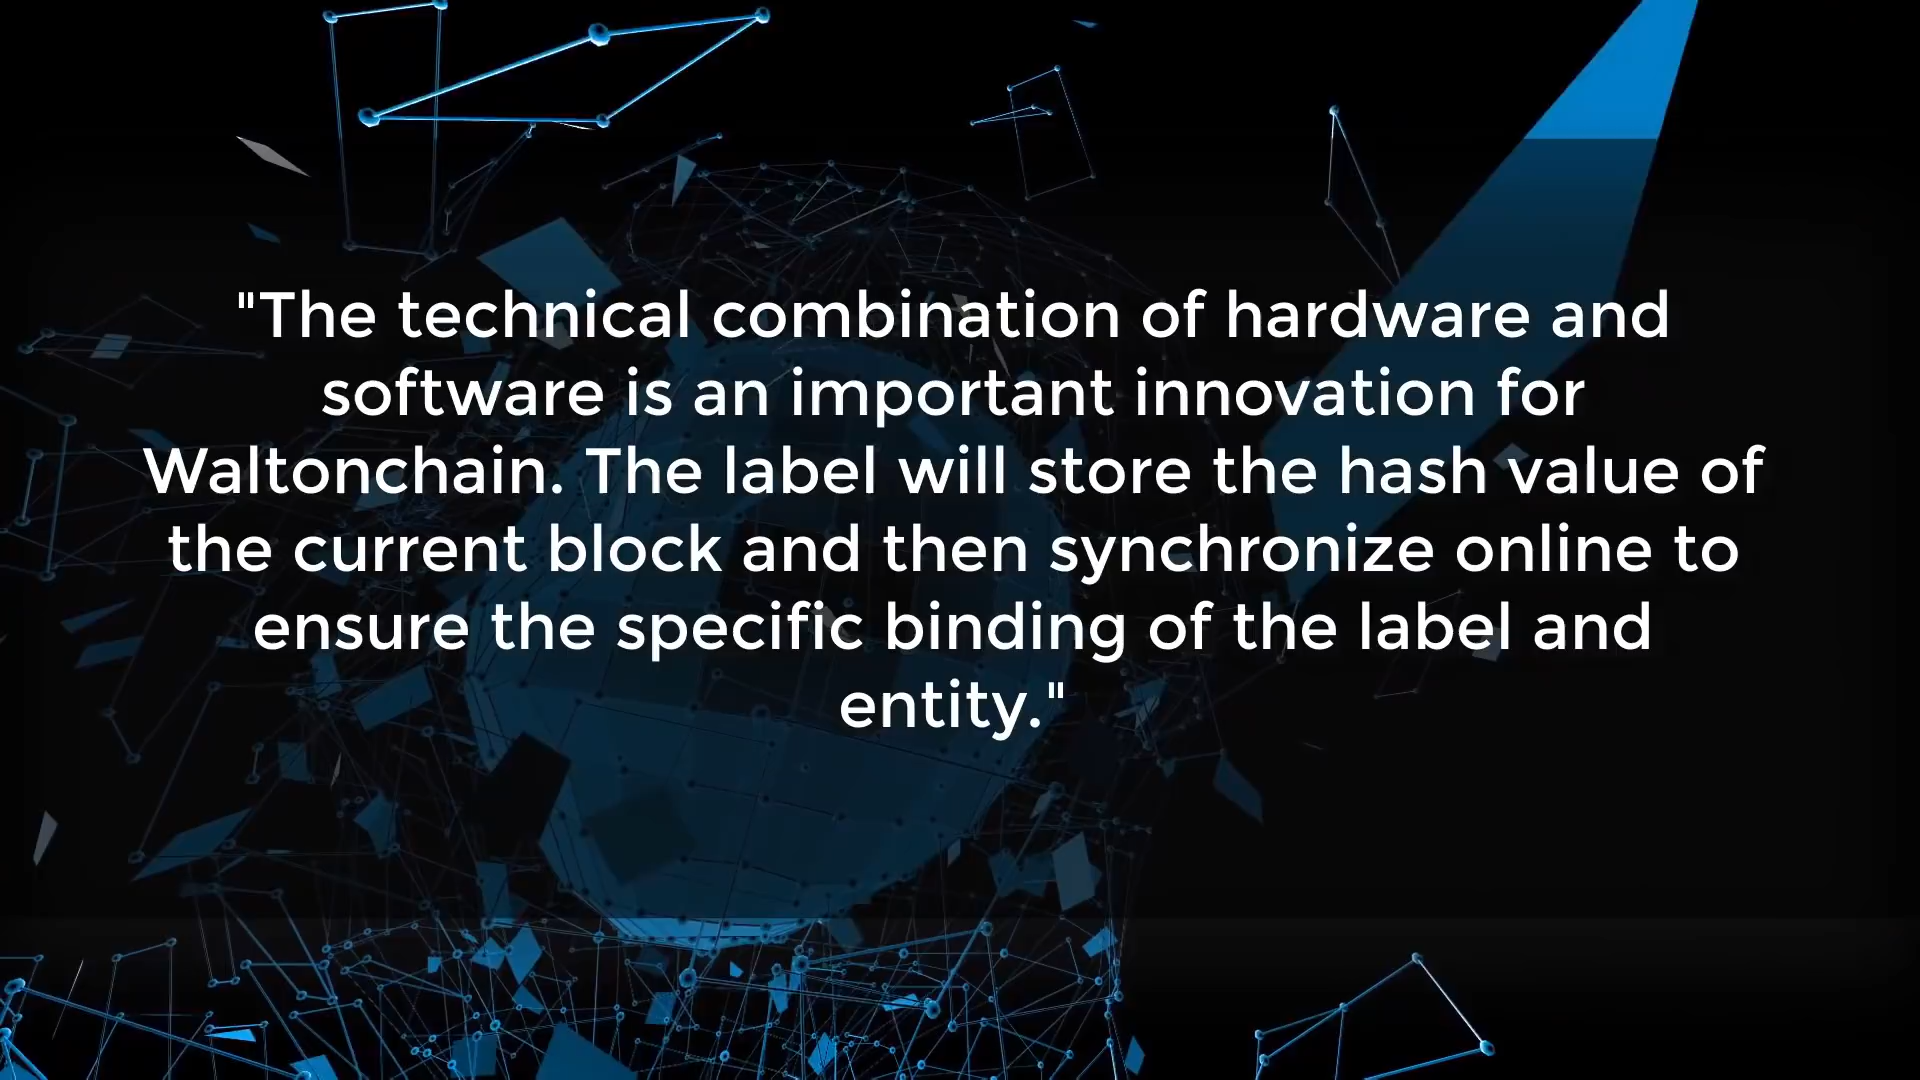 "The technical combination of hardware and
software is an important innovation for
Waltonchain. The label will store the hash value of
the current block and then synchronize online to
ensure the specific binding of the label and
entity."